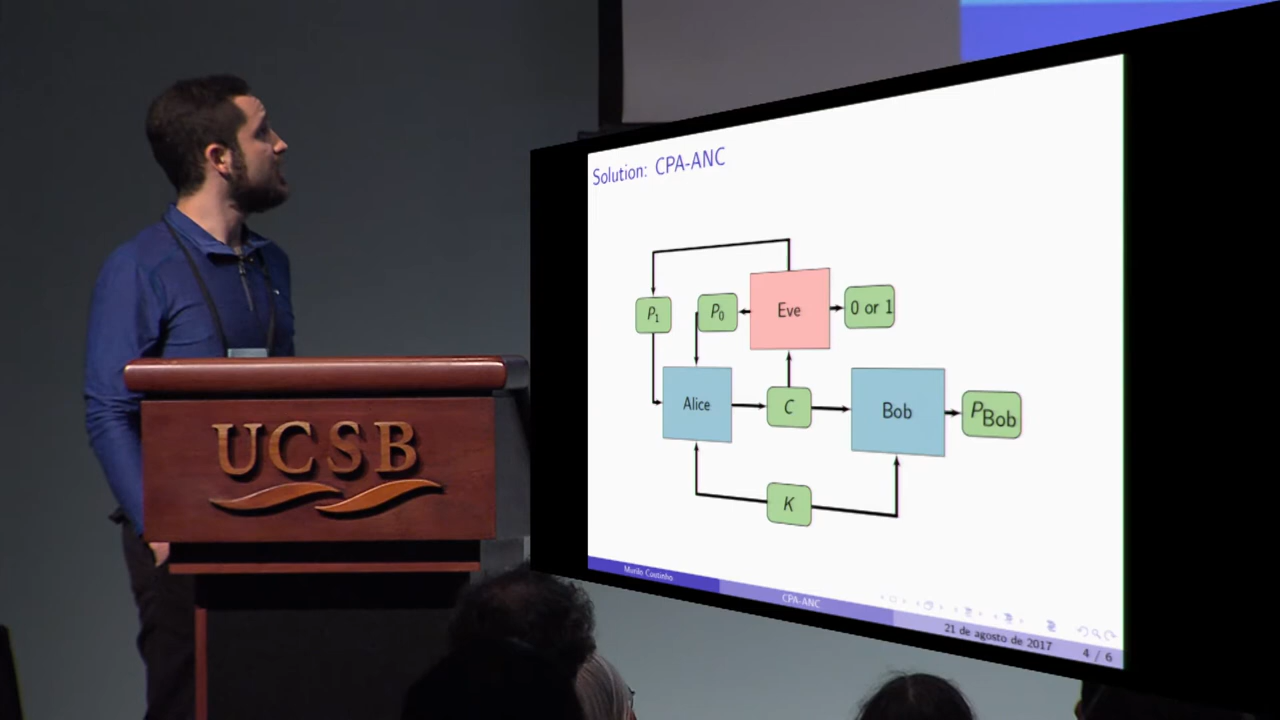 Solution: CPA-ANC
P1
P0
Eve
0 or 1
Alice
C
Bob
PBob
K
UCSB
Murilo Coutinho
CPA-ANC
21 de agosto de 2017
4 / 6